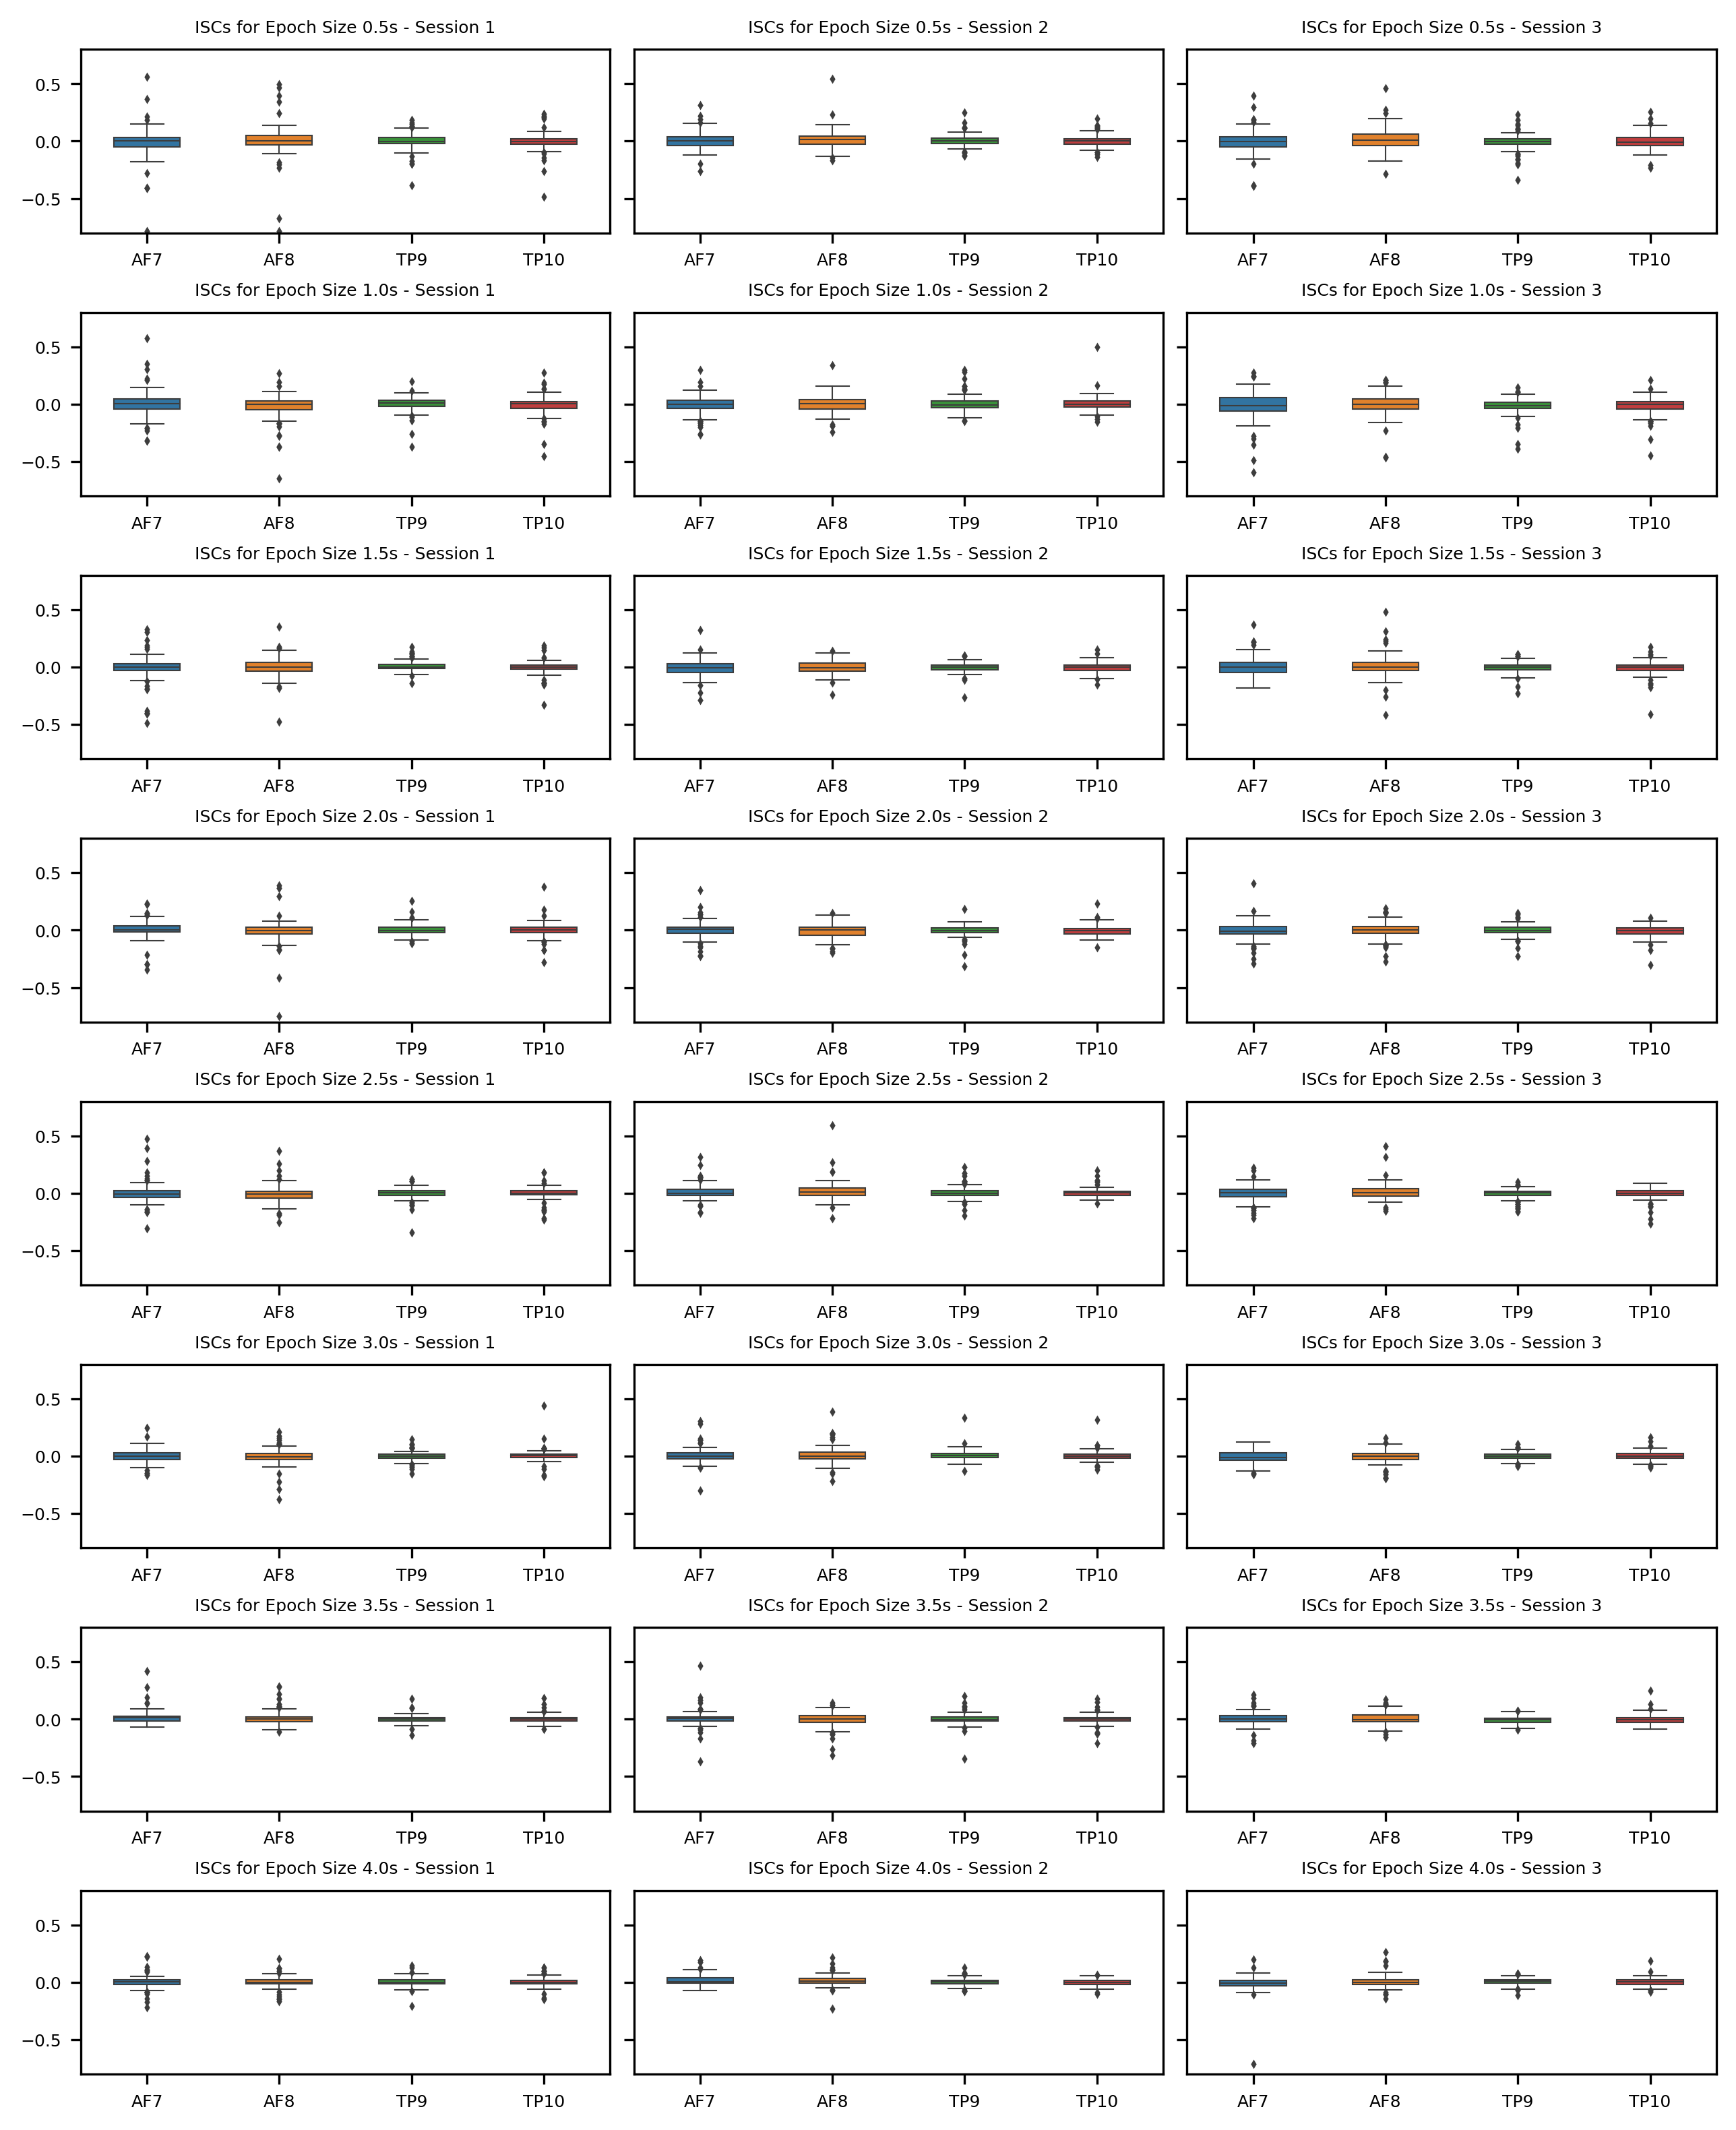 ISCs for Epoch Size 0.5s - Session 1 ISCs for Epoch Size 0.5s - Session 2 ISCs for Epoch Size 0.5s - Session 3
0.5
0.0
−0.5
AF7 AF8 TP9 TP10 AF7 AF8 TP9 TP10 AF7 AF8 TP9 TP10
ISCs for Epoch Size 1.0s - Session 1 ISCs for Epoch Size 1.0s - Session 2 ISCs for Epoch Size 1.0s - Session 3
0.5
0.0
−0.5
AF7 AF8 TP9 TP10 AF7 AF8 TP9 TP10 AF7 AF8 TP9 TP10
ISCs for Epoch Size 1.5s - Session 1 ISCs for Epoch Size 1.5s - Session 2 ISCs for Epoch Size 1.5s - Session 3
0.5
0.0
−0.5
AF7 AF8 TP9 TP10 AF7 AF8 TP9 TP10 AF7 AF8 TP9 TP10
ISCs for Epoch Size 2.0s - Session 1 ISCs for Epoch Size 2.0s - Session 2 ISCs for Epoch Size 2.0s - Session 3
0.5
0.0
−0.5
AF7 AF8 TP9 TP10 AF7 AF8 TP9 TP10 AF7 AF8 TP9 TP10
ISCs for Epoch Size 2.5s - Session 1 ISCs for Epoch Size 2.5s - Session 2 ISCs for Epoch Size 2.5s - Session 3
0.5
0.0
−0.5
AF7 AF8 TP9 TP10 AF7 AF8 TP9 TP10 AF7 AF8 TP9 TP10
ISCs for Epoch Size 3.0s - Session 1 ISCs for Epoch Size 3.0s - Session 2 ISCs for Epoch Size 3.0s - Session 3
0.5
0.0
−0.5
AF7 AF8 TP9 TP10 AF7 AF8 TP9 TP10 AF7 AF8 TP9 TP10
ISCs for Epoch Size 3.5s - Session 1 ISCs for Epoch Size 3.5s - Session 2 ISCs for Epoch Size 3.5s - Session 3
0.5
0.0
−0.5
AF7 AF8 TP9 TP10 AF7 AF8 TP9 TP10 AF7 AF8 TP9 TP10
ISCs for Epoch Size 4.0s - Session 1 ISCs for Epoch Size 4.0s - Session 2 ISCs for Epoch Size 4.0s - Session 3
0.5
0.0
−0.5
AF7 AF8 TP9 TP10 AF7 AF8 TP9 TP10 AF7 AF8 TP9 TP10